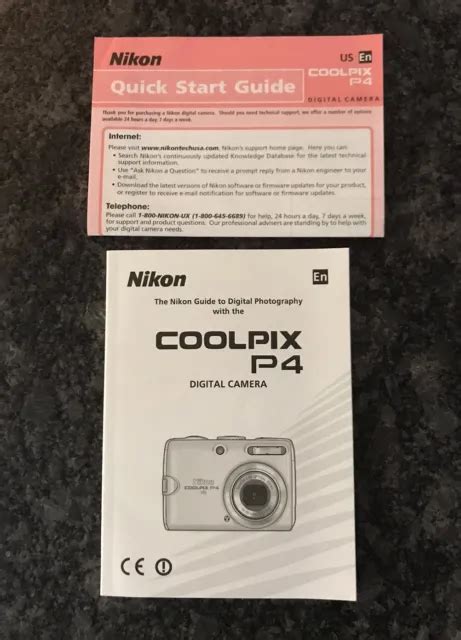 Nikon
US En
Quick Start Guide
COOLPIX
P4
DIGITAL CAMERA
Thank you for purchasing a Nikon digital camera. Should you need technical support, we offer a number of options
available 24 hours a day, 7 days a week.
Internet:
Please visit www.nikontechusa.com, Nikon's support home page. Here you can:
• Search Nikon's continuously updated Knowledge Database for the latest technical
support information.
• Use "Ask Nikon a Question" to receive a prompt reply from a Nikon engineer to your
e-mail.
• Download the latest versions of Nikon software or firmware updates for your product,
or register to receive e-mail notification for software or firmware updates.
Telephone:
Please call 1-800-NIKON-UX (1-800-645-6689) for help, 24 hours a day, 7 days a week,
for support and product questions. Our professional advisers are standing by to help with
your digital camera needs.
Nikon
En
The Nikon Guide to Digital Photography
with the
COOLPIX
P4
DIGITAL CAMERA
Nikon
COOLPIX P4
CE